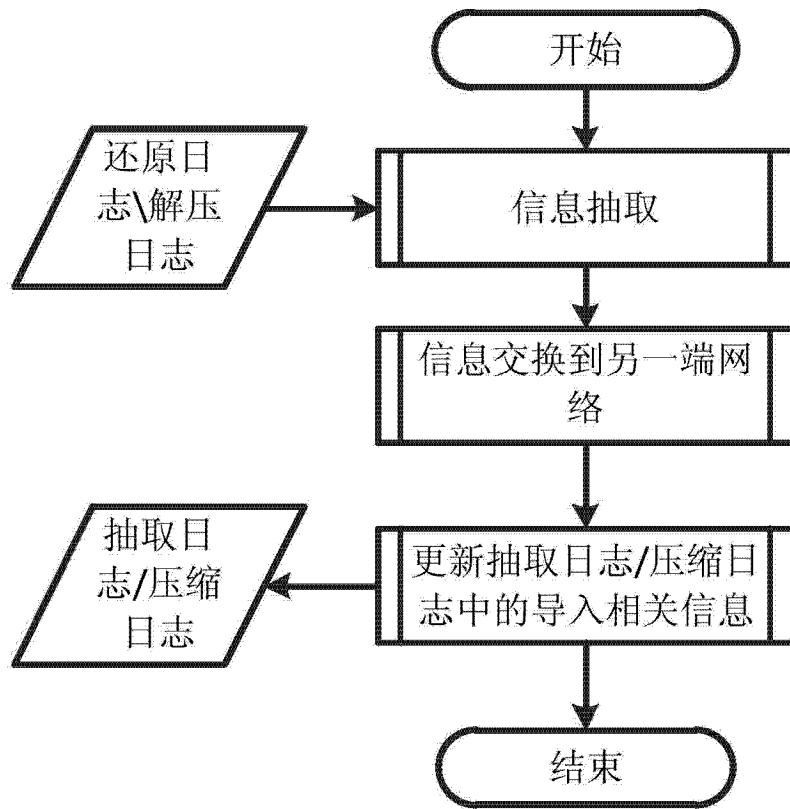 开始
还原日
志\解压
日志
信息抽取
信息交换到另一端网
络
抽取日
志/压缩
日志
更新抽取日志/压缩日
志中的导入相关信息
结束